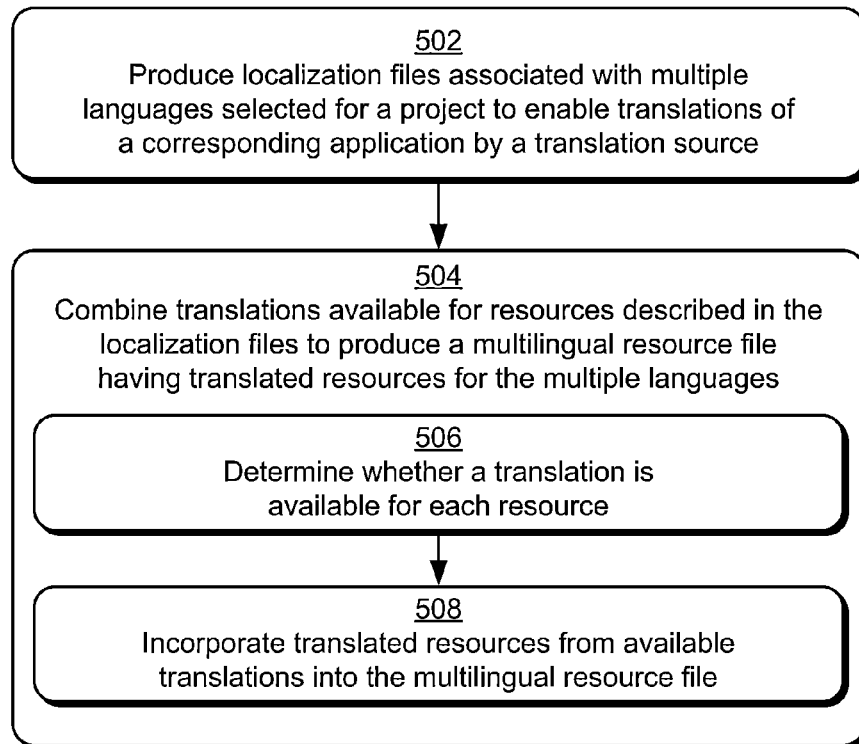 502
Produce localization files associated with multiple
languages selected for a project to enable translations of
a corresponding application by a translation source
504
Combine translations available for resources described in the
localization files to produce a multilingual resource file
having translated resources for the multiple languages
506
Determine whether a translation is
available for each resource
508
Incorporate translated resources from available
translations into the multilingual resource file